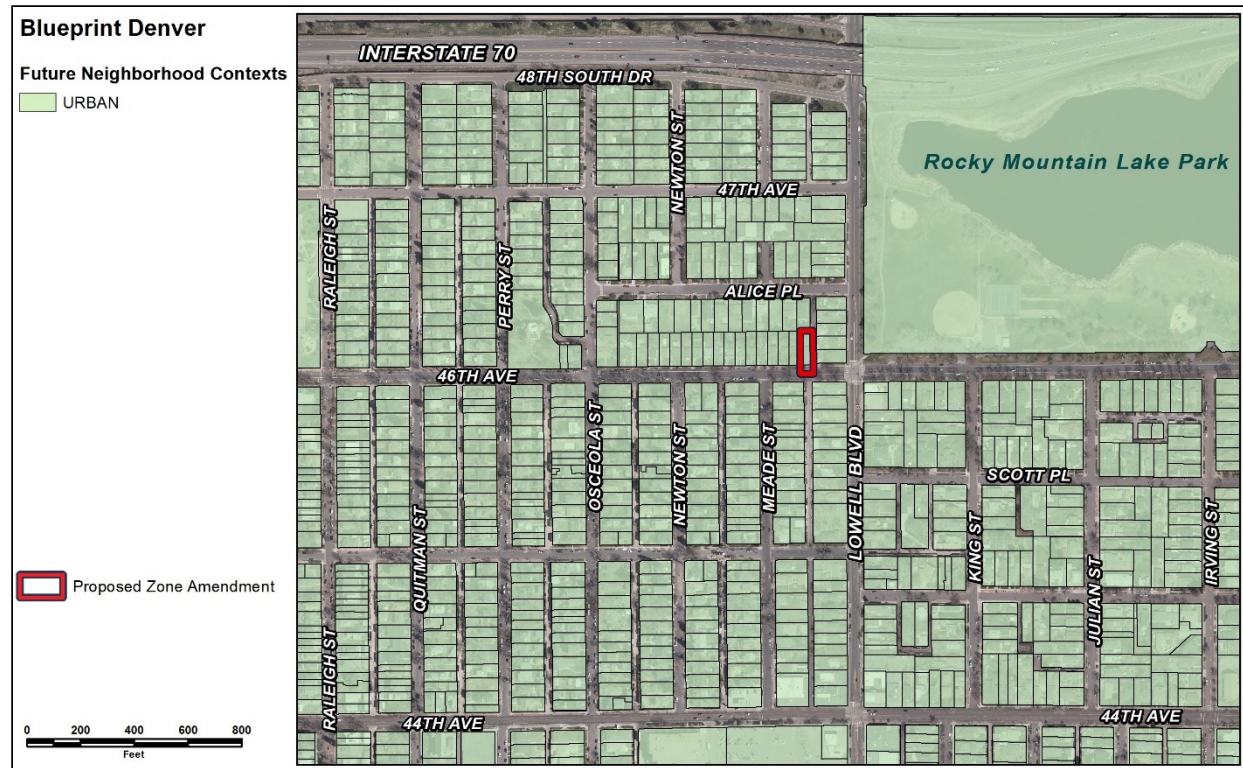 Blueprint Denver
Future Neighborhood Contexts
URBAN
Proposed Zone Amendment
0 200 400 600 800
Feet
INTERSTATE 70
48TH SOUTH DR
NEWTON ST
Rocky Mountain Lake Park
47TH AVE
RALEIGH ST
PERRY ST
ALICE PL
46TH AVE
OSCEOLA ST
NEWTON ST
MEADE ST
LOWELL BLVD
SCOTT PL
QUITMAN ST
KING ST
JULIAN ST
IRVING ST
RALEIGH ST
44TH AVE
44TH AVE